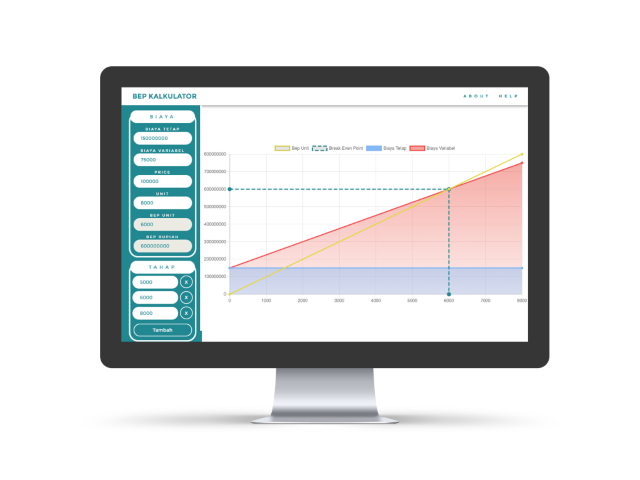 BEP KALKULATOR
ABOUT HELP
BIAYA
BIAYA TETAP
150000000
BIAYA VARIABEL
75000
PRICE
100000
UNIT
8000
BEP UNIT
6000
BEP RUPIAH
600000000
TAHAP
5000 X
6000 X
8000 X
Tambah
Bep Unit Break Even Point Biaya Tetap Biaya Variabel
800000000
700000000
600000000
500000000
400000000
300000000
200000000
100000000
0
0 1000 2000 3000 4000 5000 6000 7000 8000